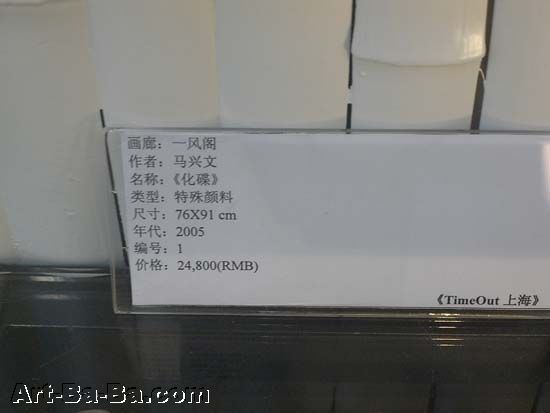 画廊：一风阁
作者：马兴文
名称：《化碟》
类型：特殊颜料
尺寸：76X91 cm
年代：2005
编号：1
价格：24,800(RMB)
《TimeOut 上海》
Art-Ba-Ba.com